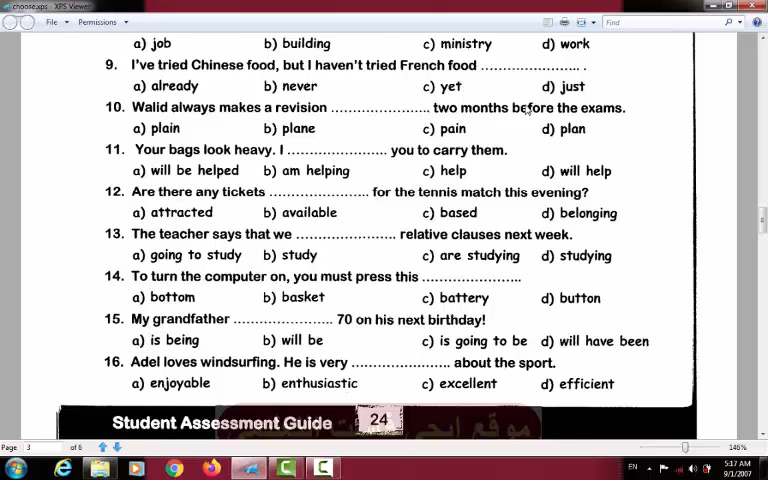 choose.xps - XPS Viewer
File Permissions Find
a) job b) building c) ministry d) work
9. I've tried Chinese food, but I haven't tried French food ........................ .
a) already b) never c) yet d) just
10. Walid always makes a revision ........................ two months before the exams.
a) plain b) plane c) pain d) plan
11. Your bags look heavy. I ........................ you to carry them.
a) will be helped b) am helping c) help d) will help
12. Are there any tickets ........................ for the tennis match this evening?
a) attracted b) available c) based d) belonging
13. The teacher says that we ........................ relative clauses next week.
a) going to study b) study c) are studying d) studying
14. To turn the computer on, you must press this ........................
a) bottom b) basket c) battery d) button
15. My grandfather ........................ 70 on his next birthday!
a) is being b) will be c) is going to be d) will have been
16. Adel loves windsurfing. He is very ........................ about the sport.
a) enjoyable b) enthusiastic c) excellent d) efficient
Student Assessment Guide 24
Page 3 of 6 146%
EN 5:17 AM
9/1/2007